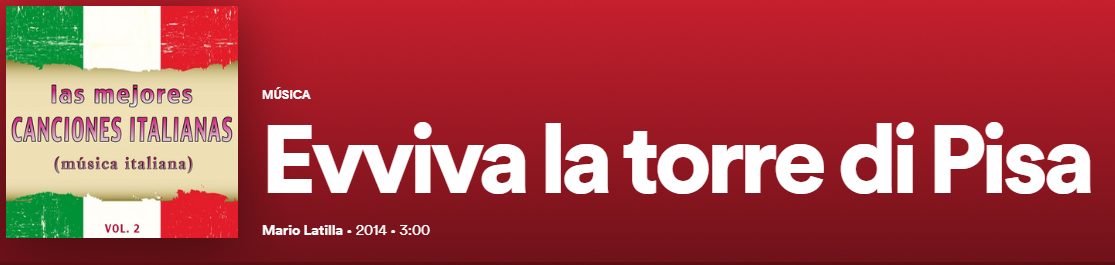 las mejores
CANCIONES ITALIANAS
(música italiana)
VOL. 2
MÚSICA
Evviva la torre di Pisa
Mario Latilla • 2014 • 3:00